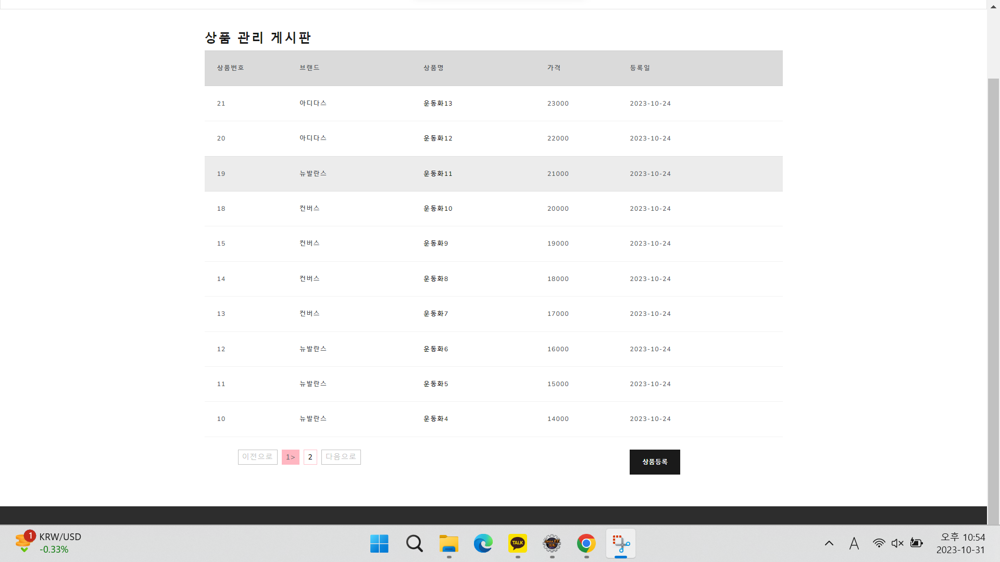 상품 관리 게시판
상품번호 브랜드 상품명 가격 등록일
21 아디다스 운동화13 23000 2023-10-24
20 아디다스 운동화12 22000 2023-10-24
19 뉴발란스 운동화11 21000 2023-10-24
18 컨버스 운동화10 20000 2023-10-24
15 컨버스 운동화9 19000 2023-10-24
14 컨버스 운동화8 18000 2023-10-24
13 컨버스 운동화7 17000 2023-10-24
12 뉴발란스 운동화6 16000 2023-10-24
11 뉴발란스 운동화5 15000 2023-10-24
10 뉴발란스 운동화4 14000 2023-10-24
이전으로 1> 2 다음으로 상품등록
1 KRW/USD
-0.33%
TALK
Java EE
IDE
A
오후 10:54
2023-10-31